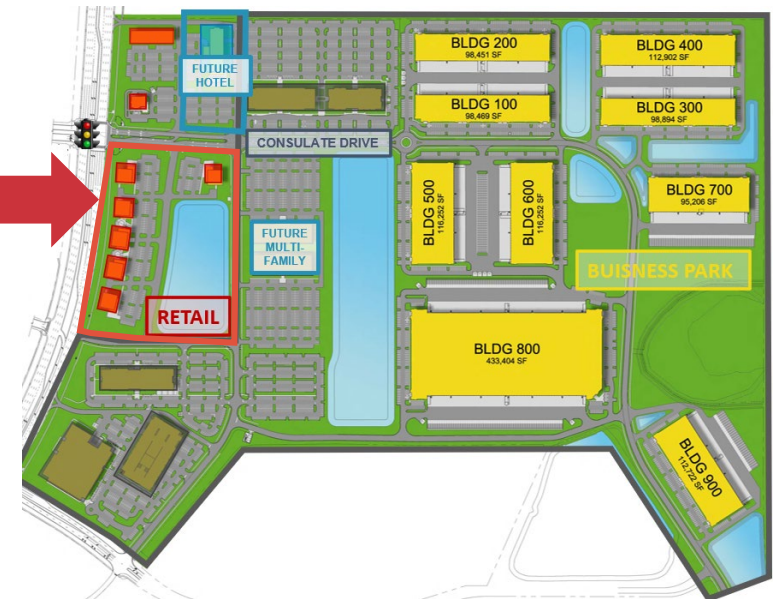 BLDG 200
98,451 SF
BLDG 400
112,902 SF
FUTURE
HOTEL
BLDG 100
98,469 SF
BLDG 300
98,894 SF
CONSULATE DRIVE
BLDG 500
116,252 SF
BLDG 600
116,252 SF
BLDG 700
95,206 SF
FUTURE
MULTI-
FAMILY
BUISNESS PARK
RETAIL
BLDG 800
433,404 SF
BLDG 900
112,722 SF